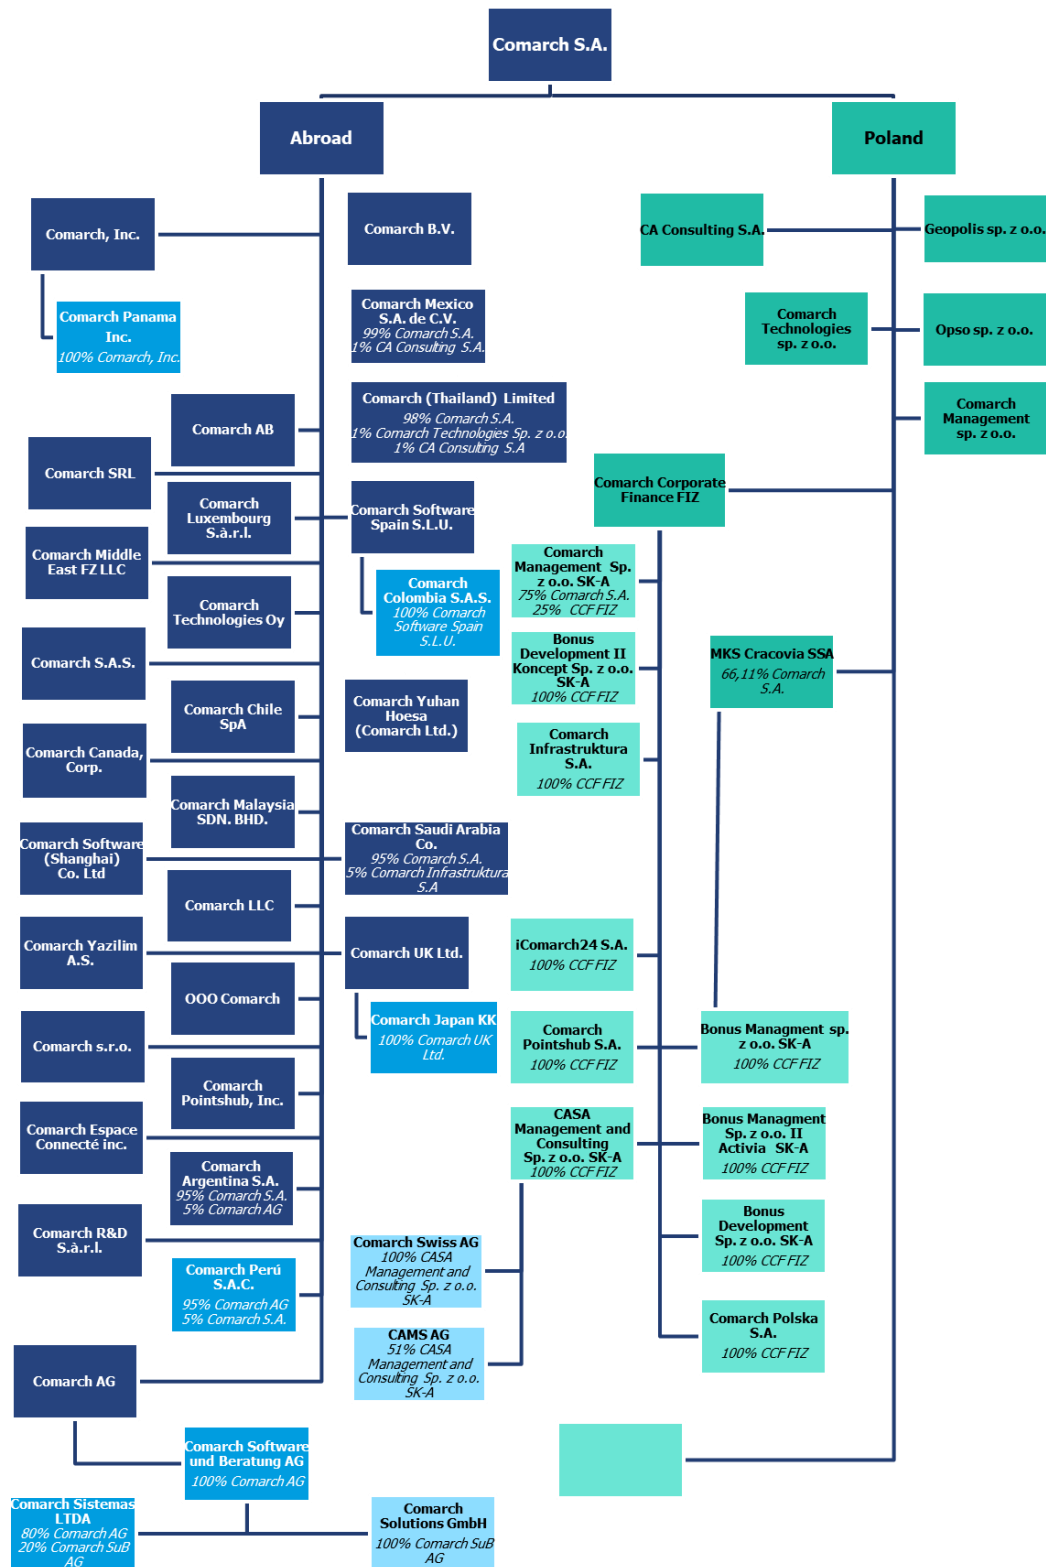 Comarch S.A.
Abroad
Poland
Comarch, Inc.
Comarch B.V.
CA Consulting S.A.
Geopolis sp. z o.o.
Comarch Panama
Inc.
100% Comarch, Inc.
Comarch Mexico
S.A. de C.V.
99% Comarch S.A.
1% CA Consulting S.A.
Comarch
Technologies
sp. z o.o.
Opso sp. z o.o.
Comarch AB
Comarch (Thailand) Limited
98% Comarch S.A.
1% Comarch Technologies Sp. z o.o.
1% CA Consulting S.A
Comarch
Management
sp. z o.o.
Comarch SRL
Comarch Corporate
Finance FIZ
Comarch
Luxembourg
S.à.r.l.
Comarch Software
Spain S.L.U.
Comarch Middle
East FZ LLC
Comarch
Management Sp.
z o.o. SK-A
75% Comarch S.A.
25% CCF FIZ
Comarch
Technologies Oy
Comarch
Colombia S.A.S.
100% Comarch
Software Spain
S.L.U.
Comarch S.A.S.
Bonus
Development II
Koncept Sp. z o.o.
SK-A
100% CCF FIZ
MKS Cracovia SSA
66,11% Comarch
S.A.
Comarch Chile
SpA
Comarch Yuhan
Hoesa
(Comarch Ltd.)
Comarch Canada,
Corp.
Comarch
Infrastruktura
S.A.
100% CCF FIZ
Comarch Malaysia
SDN. BHD.
Comarch Software
(Shanghai)
Co. Ltd
Comarch Saudi Arabia
Co.
95% Comarch S.A.
5% Comarch Infrastruktura
S.A
Comarch LLC
Comarch Yazilim
A.S.
Comarch UK Ltd.
iComarch24 S.A.
100% CCF FIZ
OOO Comarch
Comarch Japan KK
100% Comarch UK
Ltd.
Comarch s.r.o.
Comarch
Pointshub S.A.
100% CCF FIZ
Bonus Managment sp.
z o.o. SK-A
100% CCF FIZ
Comarch
Pointshub, Inc.
Comarch Espace
Connecté inc.
CASA
Management and
Consulting
Sp. z o.o. SK-A
100% CCF FIZ
Bonus Managment
Sp. z o.o. II
Activia SK-A
100% CCF FIZ
Comarch
Argentina S.A.
95% Comarch S.A.
5% Comarch AG
Comarch R&D
S.à.r.l.
Bonus
Development
Sp. z o.o. SK-A
100% CCF FIZ
Comarch Swiss AG
100% CASA
Management and
Consulting Sp. z o.o.
SK-A
Comarch Perú
S.A.C.
95% Comarch AG
5% Comarch S.A.
Comarch Polska
S.A.
100% CCF FIZ
CAMS AG
51% CASA
Management and
Consulting Sp. z o.o.
SK-A
Comarch AG
Comarch Software
und Beratung AG
100% Comarch AG
Comarch Sistemas
LTDA
80% Comarch AG
20% Comarch SuB
AG
Comarch
Solutions GmbH
100% Comarch SuB
AG